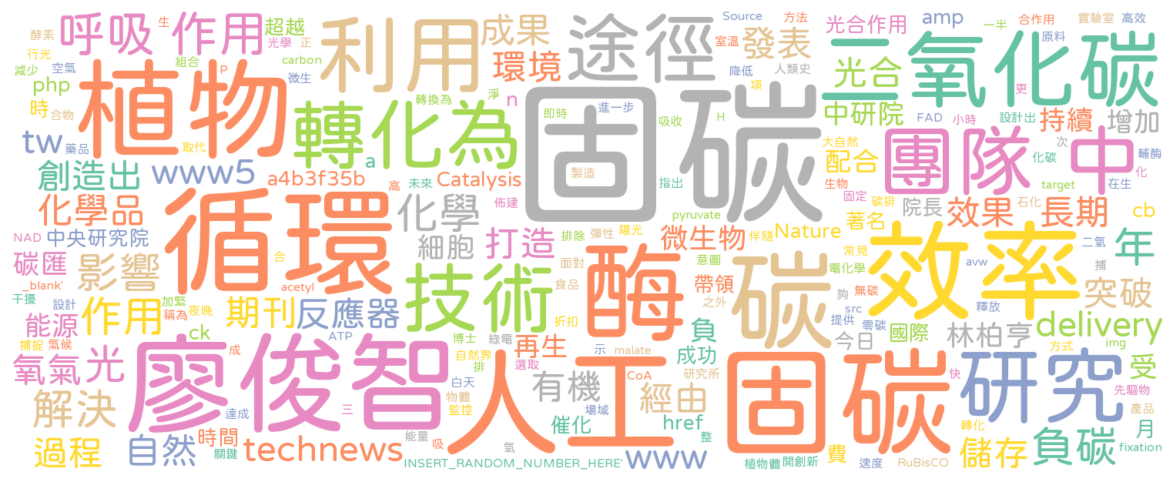 呼吸 作用 超越 利用 成果 途徑 室溫 Source 方法 發表 光合作用 amp 一半 合作用 實驗室 高效
酵素 生 光學 正 行光 組合 環境 人類史 原料
減少 空氣 P carbon 微生 降低 項 光合 二氧化碳
php 植物 轉換為 淨 n 即時 進一步 H 中研院 更
時 合物 轉化為 固碳 吸收 FAD 小時 設計出 持續 增加
tw 藥品 取代 a 大自然 次
www5 製造 配合 團隊 中 化碳 輔酶
創造出 a4b3f35b Catalysis 指出 生物 target 在生 化
化學品 循環 高 未來 佈建 化學 pyruvate 固定 碳排 院長 效果 石化 長期
NAD 中央研究院 打造 排除 彈性 陽光 微生物 伴隨 Nature 著名 cb
碳匯 影響 合 細胞 意圖 常見 效率 二氧 年
_blank' acetyl 技術 酶 面對 碳 電化學 avw 捕
干擾 設計 加緊 夜晚 反應器 食品 帶領 無碳 突破
作用 稱為 期刊 之外 夠 src 釋放
能源 ck ATP 博士 綠電 折扣 負 提供 零碳 國際 林柏亨 delivery
捕捉 氣候 再生 示 成功 今日 方式 img
氧氣 光 成 廖俊智 自然界 選取 malate 研究所 受
排 人工 CoA 固碳 快 研究 先驅物
解決 白天 物體 有機 經由 產品
達成 三 監控 場域 轉化 月
過程 自然 時間 關鍵 technews 能量 吸 氫 催化 href 整 費 儲存 負碳 fixation
INSERT_RANDOM_NUMBER_HERE' www 植物體 開創新 速度 RuBisCO